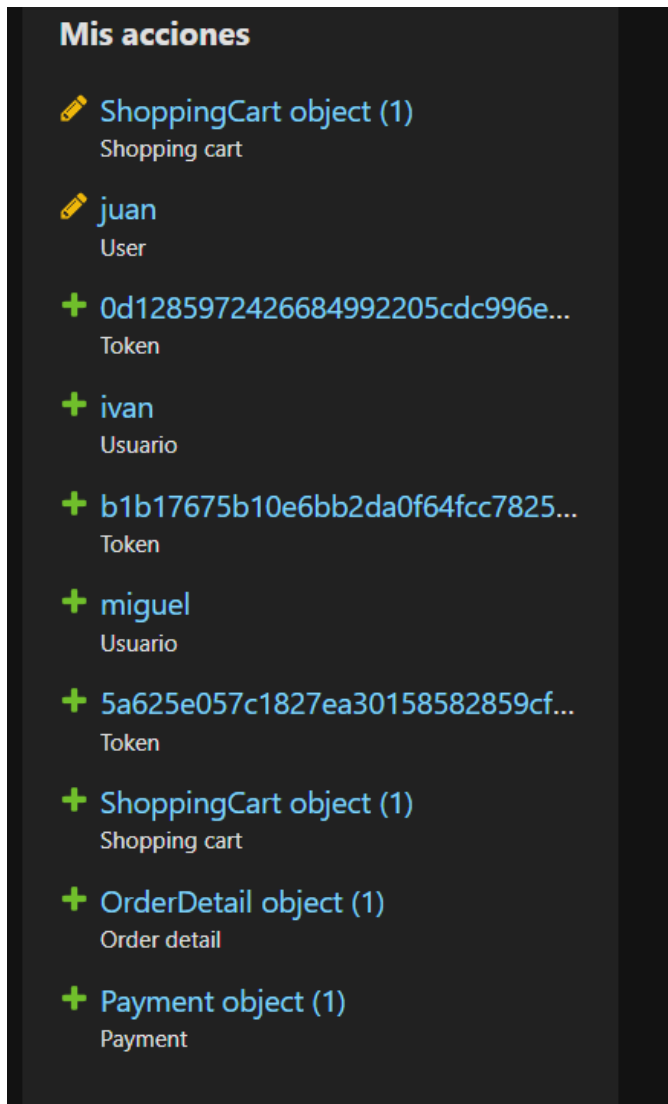 Mis acciones
ShoppingCart object (1)
Shopping cart
juan
User
0d1285972426684992205cdc996e...
Token
ivan
Usuario
b1b17675b10e6bb2da0f64fcc7825...
Token
miguel
Usuario
5a625e057c1827ea30158582859cf...
Token
ShoppingCart object (1)
Shopping cart
OrderDetail object (1)
Order detail
Payment object (1)
Payment